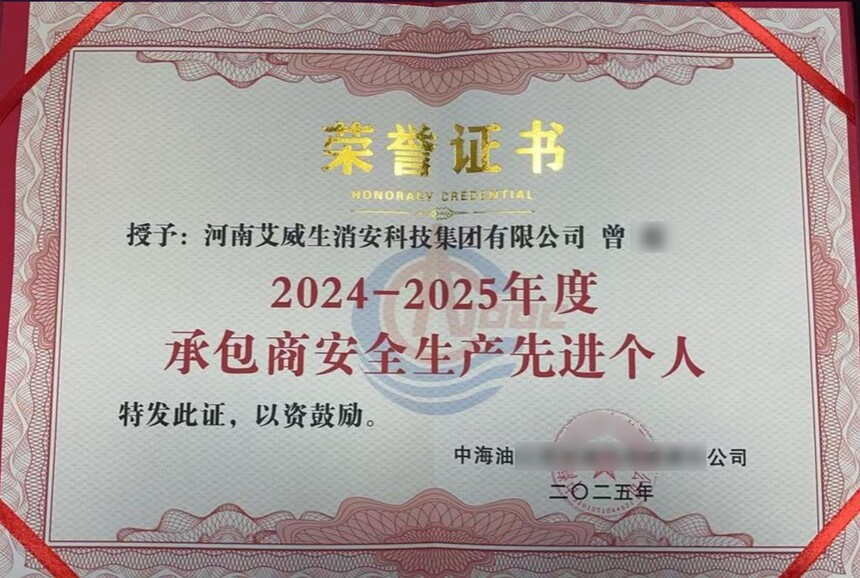 荣誉证书
HONORARY CREDENTIAL
授予：河南艾威生消安科技集团有限公司 曾
2024-2025年度
承包商安全生产先进个人
特发此证，以资鼓励。
中海油 公司
二〇二五年